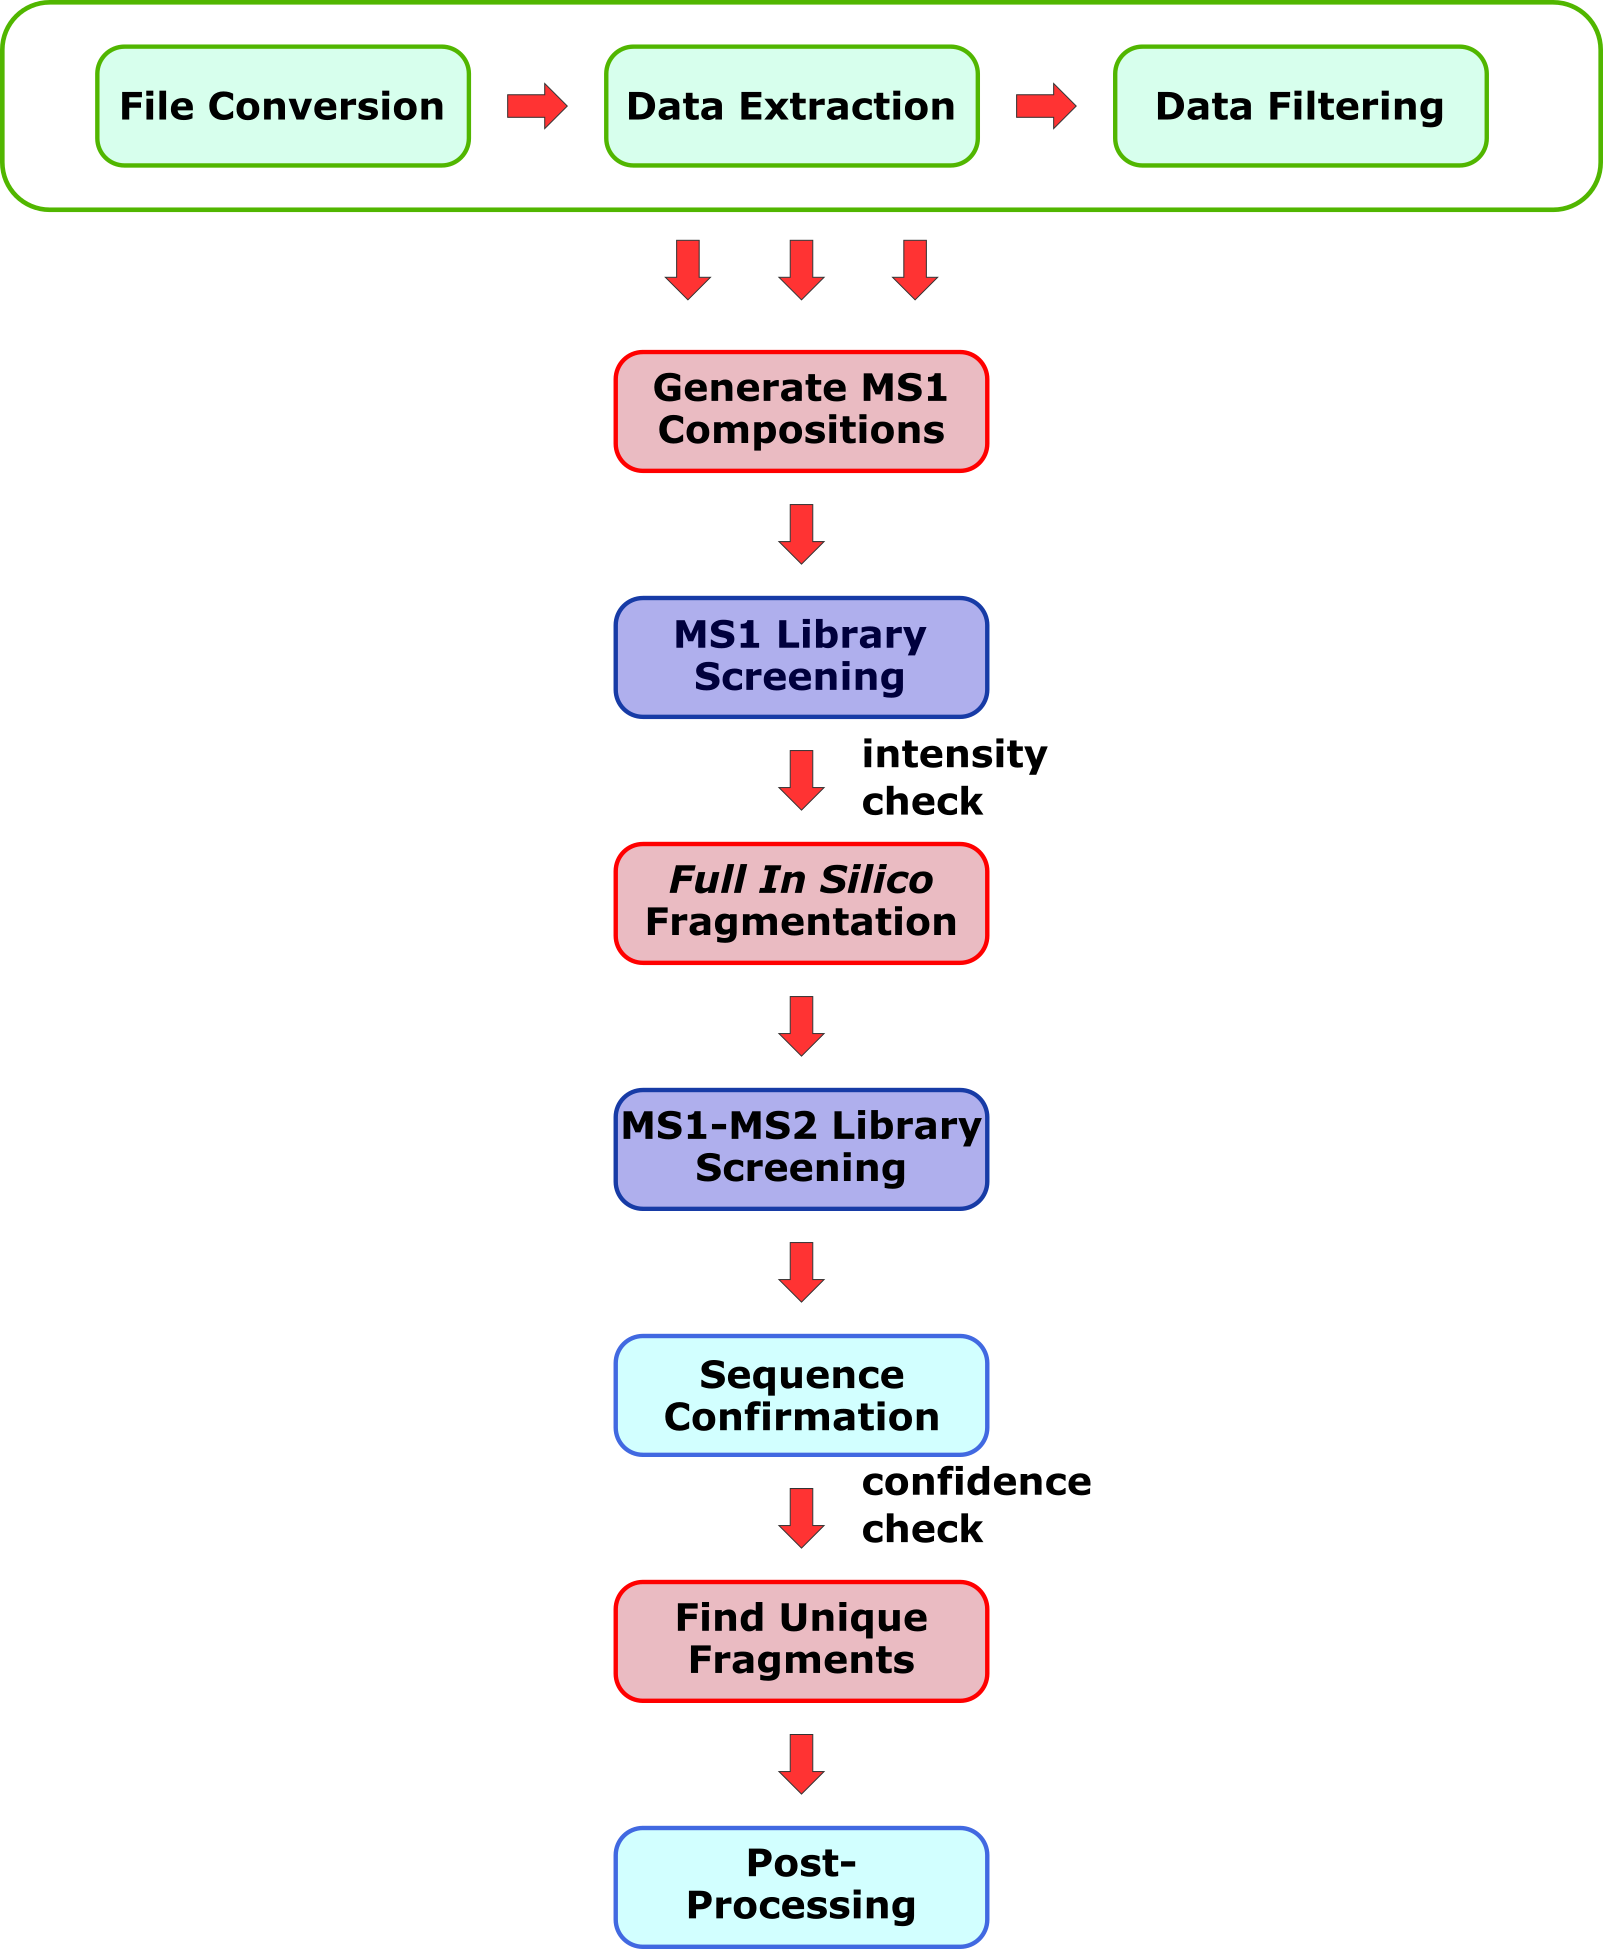 File Conversion
Data Extraction
Data Filtering
Generate MS1
Compositions
MS1 Library
Screening
intensity
check
Full In Silico
Fragmentation
MS1-MS2 Library
Screening
Sequence
Confirmation
confidence
check
Find Unique
Fragments
Post-
Processing